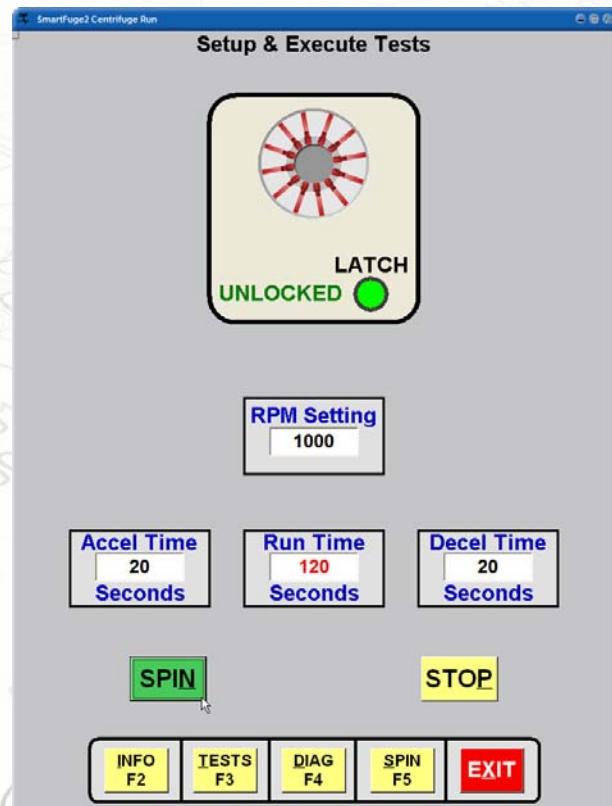 SmartFuge2 Centrifuge Run
Setup & Execute Tests
LATCH
UNLOCKED
RPM Setting
1000
Accel Time
20
Seconds
Run Time
120
Seconds
Decel Time
20
Seconds
SPIN
STOP
INFO
F2
TESTS
F3
DIAG
F4
SPIN
F5
EXIT